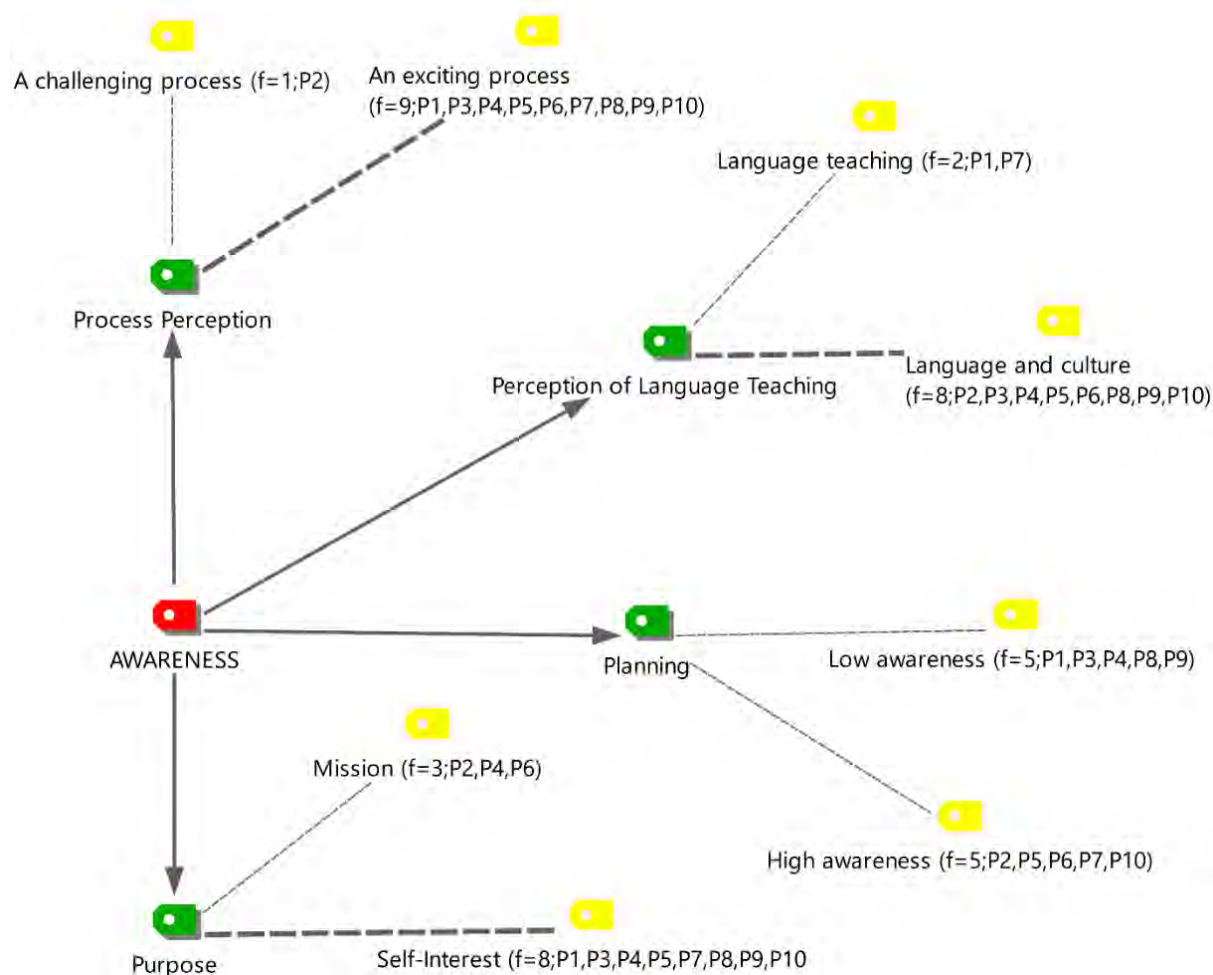 A challenging process (f=1;P2)
An exciting process
(f=9;P1,P3,P4,P5,P6,P7,P8,P9,P10)
Language teaching (f=2;P1,P7)
Process Perception
Language and culture
(f=8;P2,P3,P4,P5,P6,P8,P9,P10)
Perception of Language Teaching
AWARENESS
Planning
Low awareness (f=5;P1,P3,P4,P8,P9)
Mission (f=3;P2,P4,P6)
High awareness (f=5;P2,P5,P6,P7,P10)
Purpose
Self-Interest (f=8;P1,P3,P4,P5,P7,P8,P9,P10